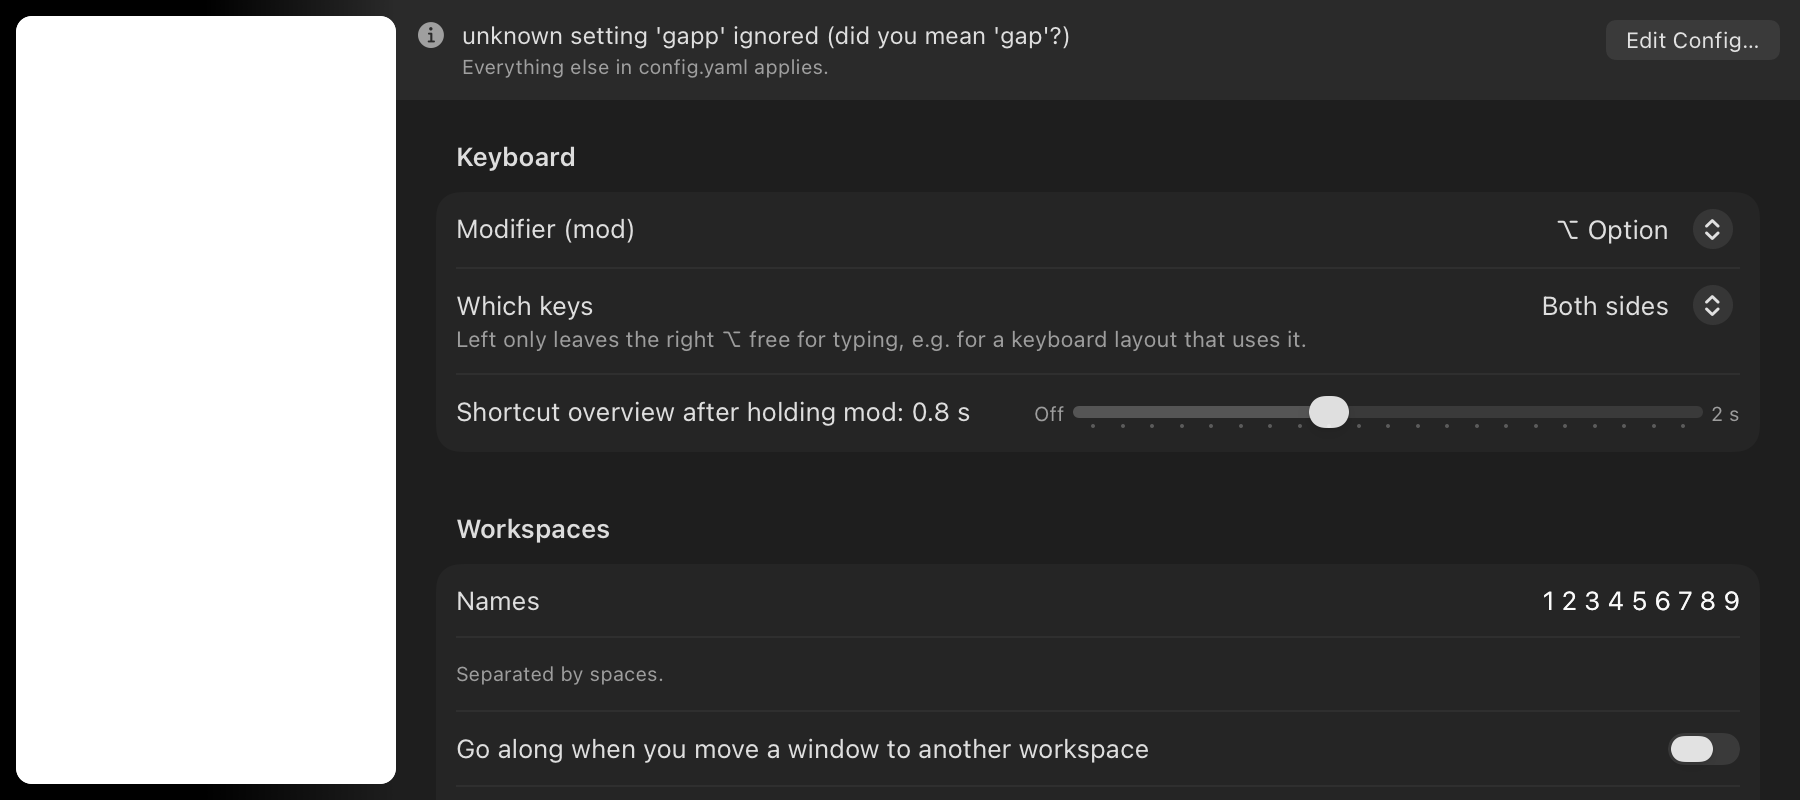 unknown setting 'gapp' ignored (did you mean 'gap'?)
Everything else in config.yaml applies.
Edit Config...
Keyboard
Modifier (mod)
⌥ Option
Which keys
Both sides
Left only leaves the right ⌥ free for typing, e.g. for a keyboard layout that uses it.
Shortcut overview after holding mod: 0.8 s
Off
2 s
Workspaces
Names
1 2 3 4 5 6 7 8 9
Separated by spaces.
Go along when you move a window to another workspace